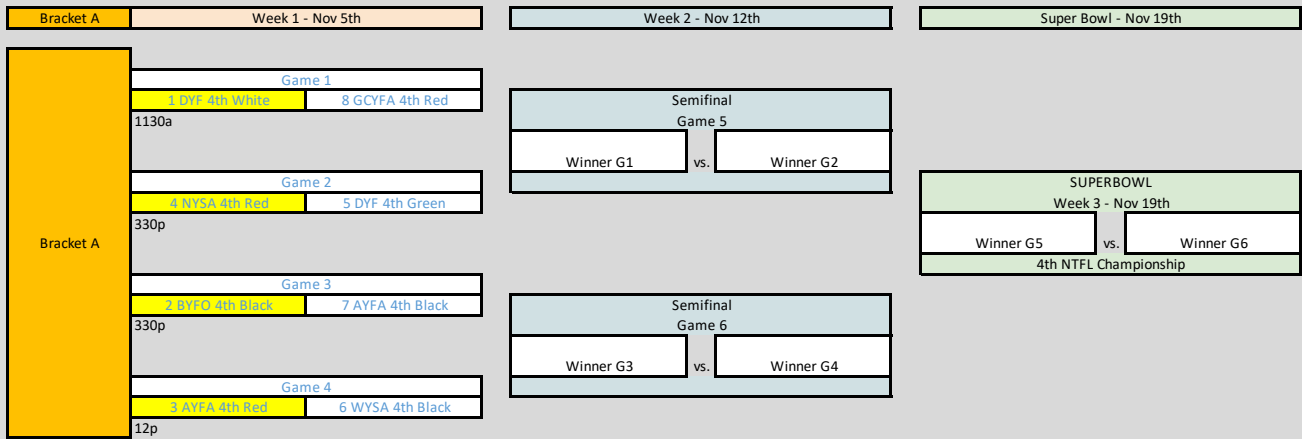 Bracket A
Week 1 - Nov 5th
Week 2 - Nov 12th
Super Bowl - Nov 19th
Bracket A
Game 1
1 DYF 4th White 8 GCYFA 4th Red
1130a
Game 2
4 NYSA 4th Red 5 DYF 4th Green
330p
Game 3
2 BYFO 4th Black 7 AYFA 4th Black
330p
Game 4
3 AYFA 4th Red 6 WYSA 4th Black
12p
Semifinal
Game 5
Winner G1 vs. Winner G2
Semifinal
Game 6
Winner G3 vs. Winner G4
SUPERBOWL
Week 3 - Nov 19th
Winner G5 vs. Winner G6
4th NTFL Championship